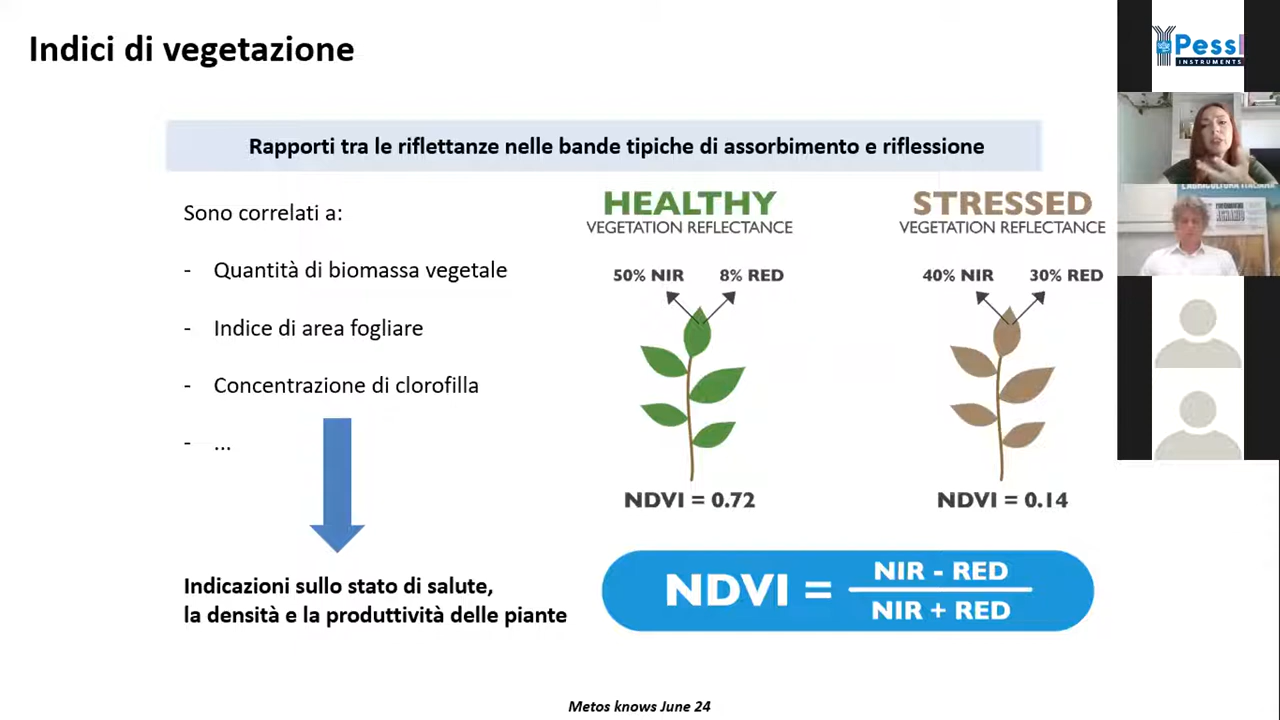 Indici di vegetazione
Rapporti tra le riflettanze nelle bande tipiche di assorbimento e riflessione
Sono correlati a:
- Quantità di biomassa vegetale
- Indice di area fogliare
- Concentrazione di clorofilla
- ...
Indicazioni sullo stato di salute,
la densità e la produttività delle piante
HEALTHY
VEGETATION REFLECTANCE
50% NIR 8% RED
NDVI = 0.72
STRESSED
VEGETATION REFLECTANCE
40% NIR 30% RED
NDVI = 0.14
NDVI = NIR - RED
NIR + RED
Metos knows June 24
Pessl
INSTRUMENTS
L'AGRICOLTURA ITALIANA